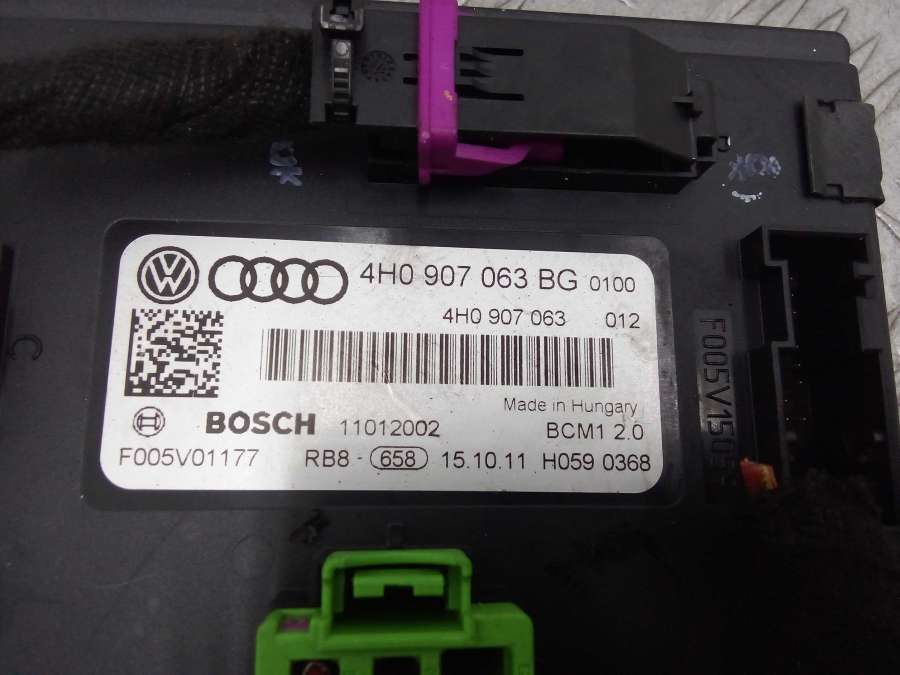 4H0 907 063 BG 0100
4H0 907 063 012
Made in Hungary
BOSCH 11012002 BCM1 2.0
F005V01177 RB8 - 658 15.10.11 H059 0368
C